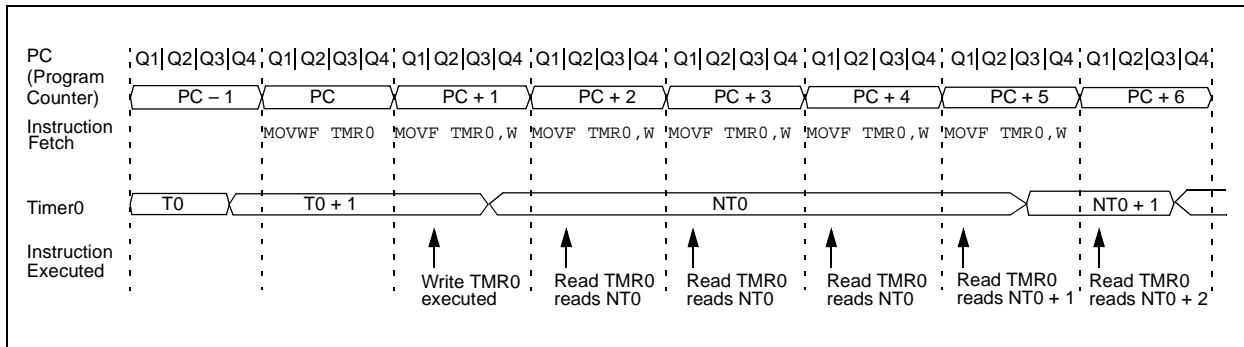 PC
(Program
Counter)
Q1|Q2|Q3|Q4 Q1|Q2|Q3|Q4 Q1|Q2|Q3|Q4 Q1|Q2|Q3|Q4 Q1|Q2|Q3|Q4 Q1|Q2|Q3|Q4 Q1|Q2|Q3|Q4 Q1|Q2|Q3|Q4
PC – 1 PC PC + 1 PC + 2 PC + 3 PC + 4 PC + 5 PC + 6
Instruction
Fetch
MOVWF TMR0 MOVF TMR0,W MOVF TMR0,W MOVF TMR0,W MOVF TMR0,W MOVF TMR0,W
Timer0
T0 T0 + 1 NT0 NT0 + 1
Instruction
Executed
Write TMR0
executed
Read TMR0
reads NT0
Read TMR0
reads NT0
Read TMR0
reads NT0
Read TMR0
reads NT0 + 1
Read TMR0
reads NT0 + 2